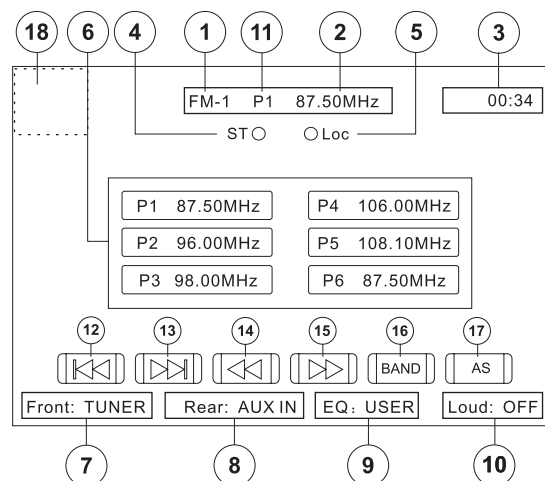 18 6 4 1 11 2 5 3
FM-1 P1 87.50MHz 00:34
ST Loc
P1 87.50MHz P4 106.00MHz
P2 96.00MHz P5 108.10MHz
P3 98.00MHz P6 87.50MHz
12 13 14 15 16 17
BAND AS
Front: TUNER Rear: AUX IN EQ: USER Loud: OFF
7 8 9 10